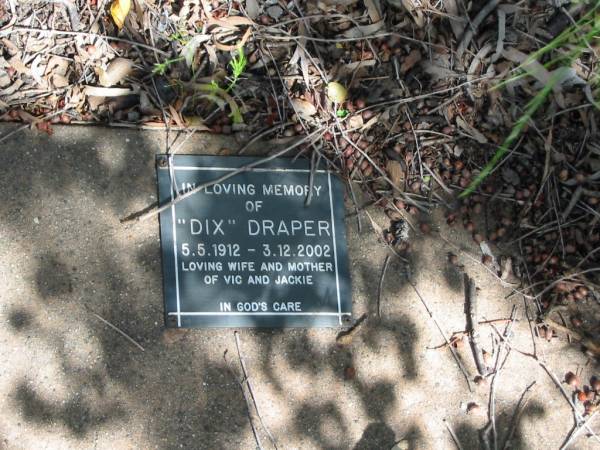 IN LOVING MEMORY
OF
"DIX" DRAPER
5.5.1912 - 3.12.2002
LOVING WIFE AND MOTHER
OF VIC AND JACKIE
IN GOD'S CARE